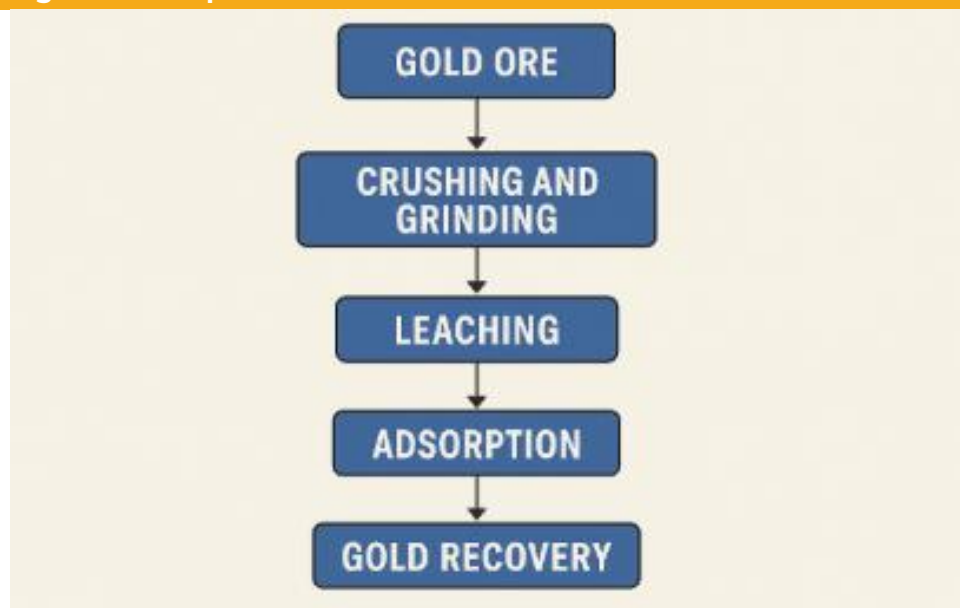 GOLD ORE
CRUSHING AND
GRINDING
LEACHING
ADSORPTION
GOLD RECOVERY